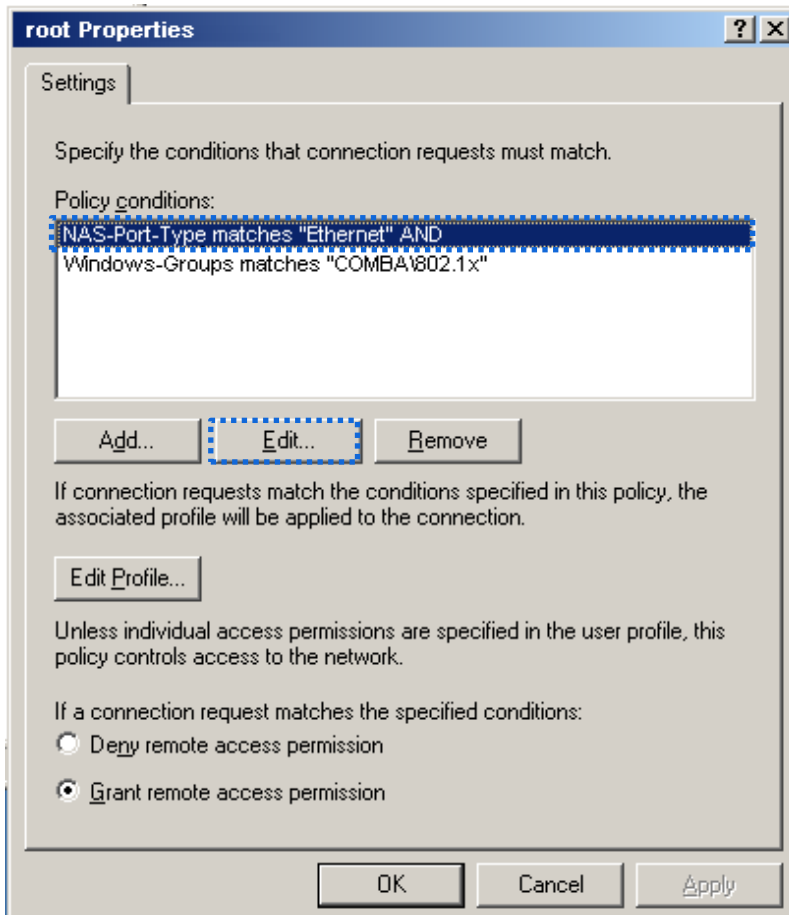 root Properties
Settings
Specify the conditions that connection requests must match.
Policy conditions:
NAS-Port-Type matches "Ethernet" AND
Windows-Groups matches "COMBA\802.1x"
Add... Edit... Remove
If connection requests match the conditions specified in this policy, the
associated profile will be applied to the connection.
Edit Profile...
Unless individual access permissions are specified in the user profile, this
policy controls access to the network.
If a connection request matches the specified conditions:
Deny remote access permission
Grant remote access permission
OK Cancel Apply